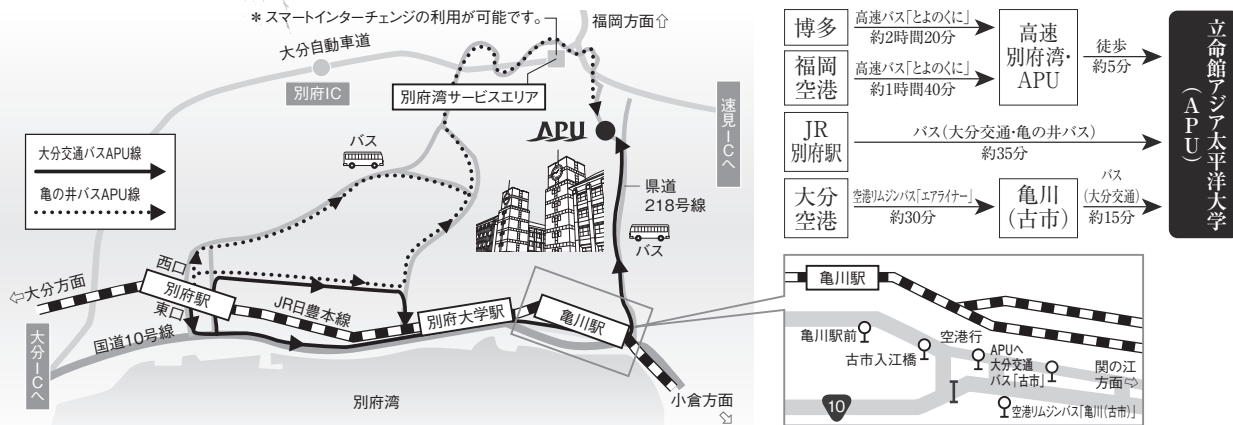 ＊スマートインターチェンジの利用が可能です。
福岡方面⇧
大分自動車道
別府IC
別府湾サービスエリア
速見ICへ
APU
バス
大分交通バスAPU線
亀の井バスAPU線
県道
218号線
バス
西口
⇦大分方面
別府駅
東口
JR日豊本線
別府大学駅
亀川駅
国道10号線
大分ICへ
別府湾
小倉方面
博多
高速バス「とよのくに」
約2時間20分
福岡
空港
高速バス「とよのくに」
約1時間40分
高速
別府湾・
APU
徒歩
約5分
JR
別府駅
バス(大分交通・亀の井バス)
約35分
大分
空港
空港リムジンバス「エアライナー」
約30分
亀川
(古市)
バス
(大分交通)
約15分
立命館アジア太平洋大学
(APU)
亀川駅
亀川駅前
古市入江橋
空港行
APUへ
大分交通
バス「古市」
関の江
方面⇨
10
空港リムジンバス「亀川(古市)」